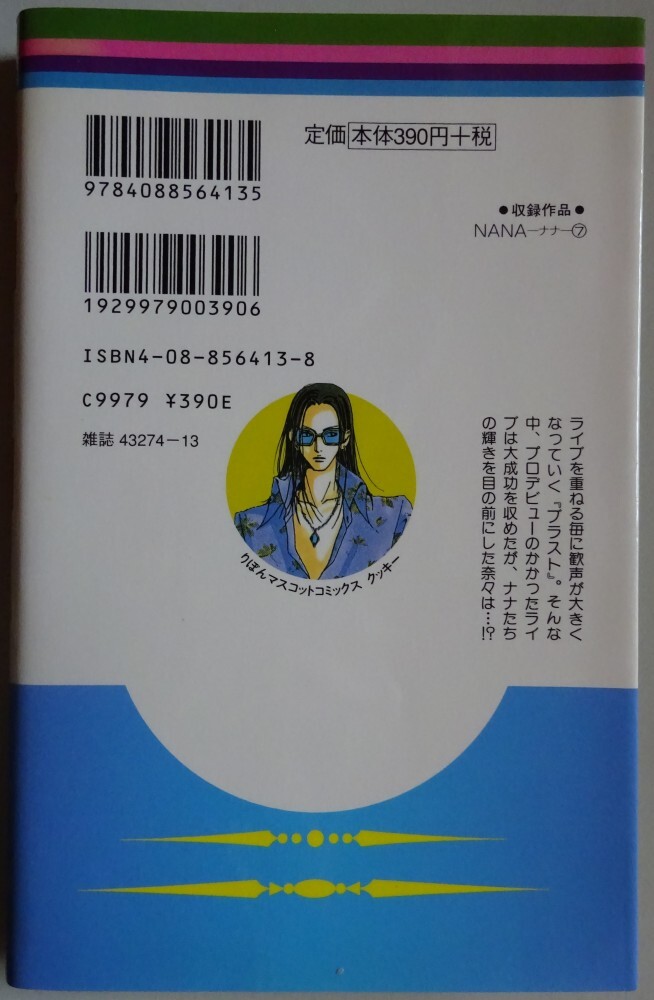 9784088564135
定価 本体390円+税
●収録作品●
NANA―ナナ―⑦
1929979003906
ISBN4-08-856413-8
C9979 ¥390E
雑誌 43274-13
りぼんマスコットコミックス クッキー
ライブを重ねる毎に歓声が大きく
なっていく『ブラスト』。そんな
中、プロデビューのかかったライ
ブは大成功を収めたが、ナナたち
の輝きを目の前にした奈々は…!?